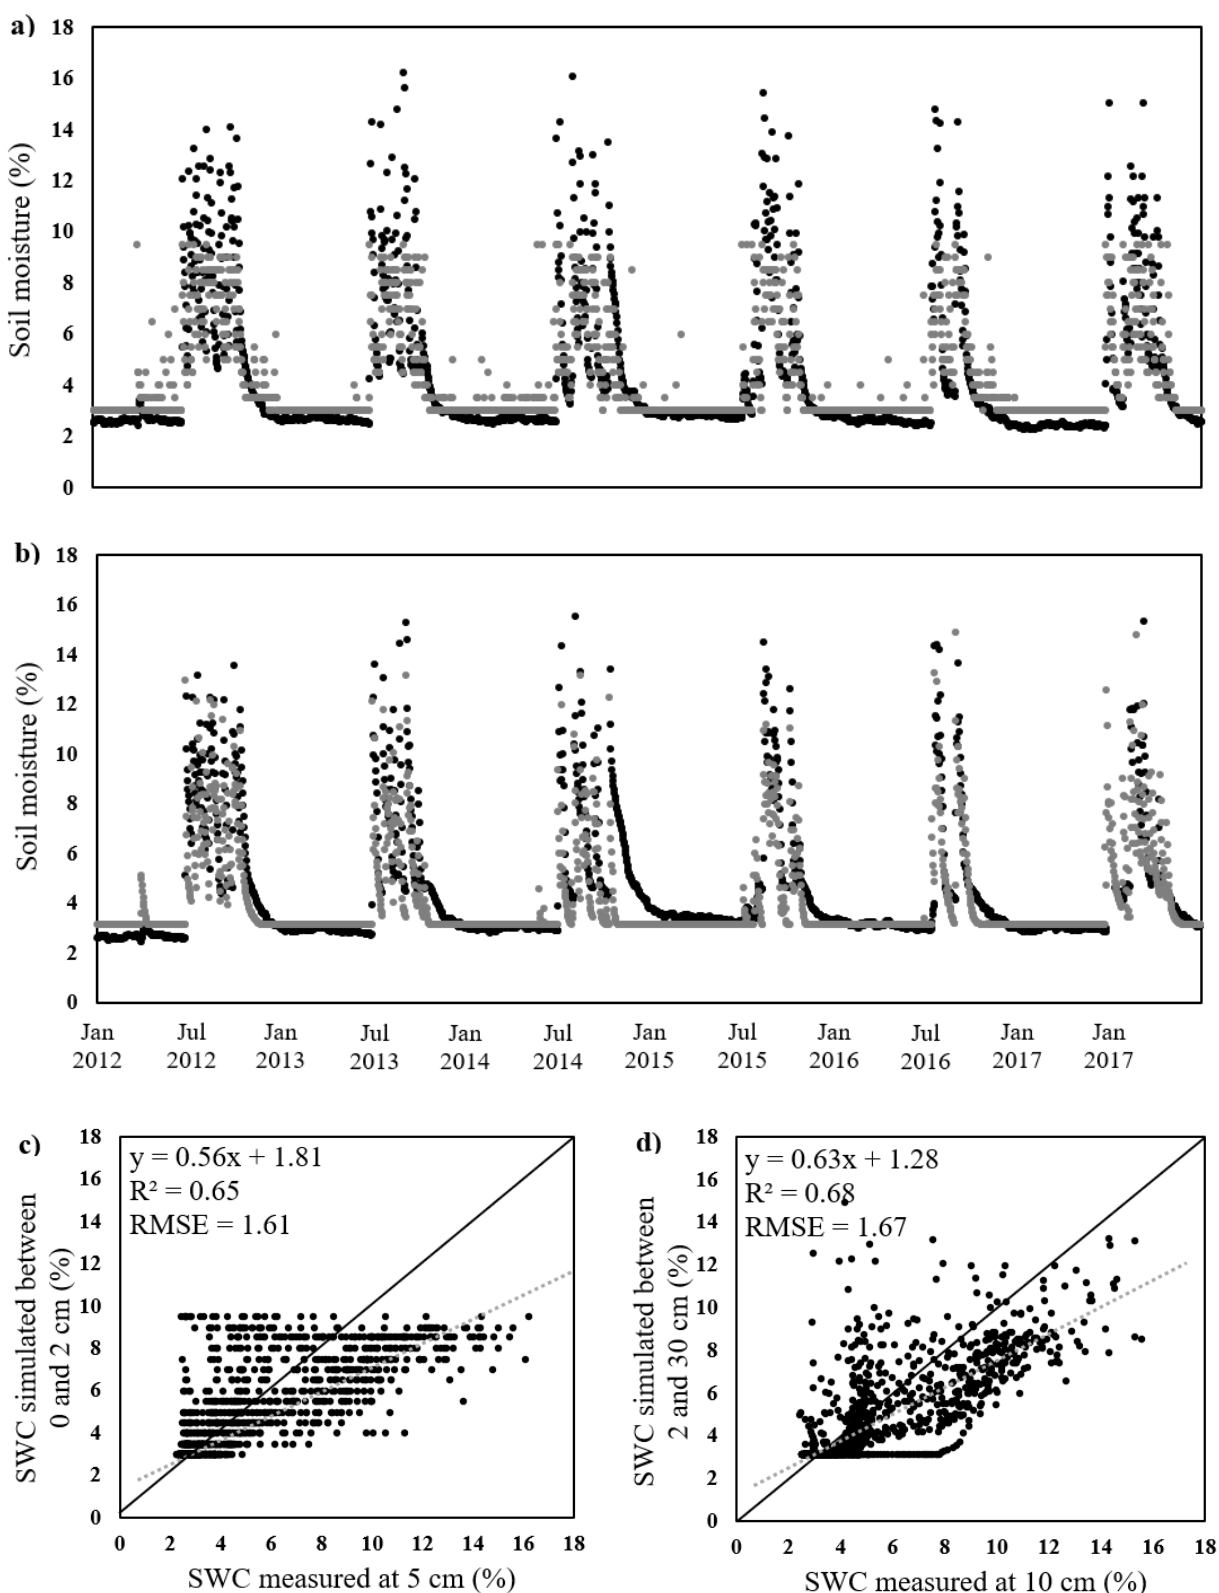 a)
18
16
14
12
10
8
6
4
2
0
Soil moisture (%)
b)
18
16
14
12
10
8
6
4
2
0
Soil moisture (%)
Jan Jul Jan Jul Jan Jul Jan Jul Jan Jul Jan Jan
2012 2012 2013 2013 2014 2014 2015 2015 2016 2016 2017 2017
c)
y = 0.56x + 1.81
R² = 0.65
RMSE = 1.61
18
16
14
12
10
8
6
4
2
0
SWC simulated between
0 and 2 cm (%)
0 2 4 6 8 10 12 14 16 18
SWC measured at 5 cm (%)
d)
y = 0.63x + 1.28
R² = 0.68
RMSE = 1.67
18
16
14
12
10
8
6
4
2
0
SWC simulated between
2 and 30 cm (%)
0 2 4 6 8 10 12 14 16 18
SWC measured at 10 cm (%)